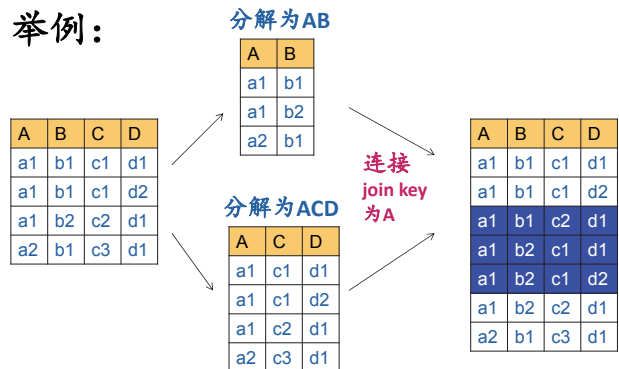 举例：
分解为AB
A B
a1 b1
a1 b2
a2 b1
A B C D
a1 b1 c1 d1
a1 b1 c1 d2
a1 b2 c2 d1
a2 b1 c3 d1
分解为ACD
A C D
a1 c1 d1
a1 c1 d2
a1 c2 d1
a2 c3 d1
连接
join key
为A
A B C D
a1 b1 c1 d1
a1 b1 c1 d2
a1 b1 c2 d1
a1 b2 c1 d1
a1 b2 c1 d2
a1 b2 c2 d1
a2 b1 c3 d1